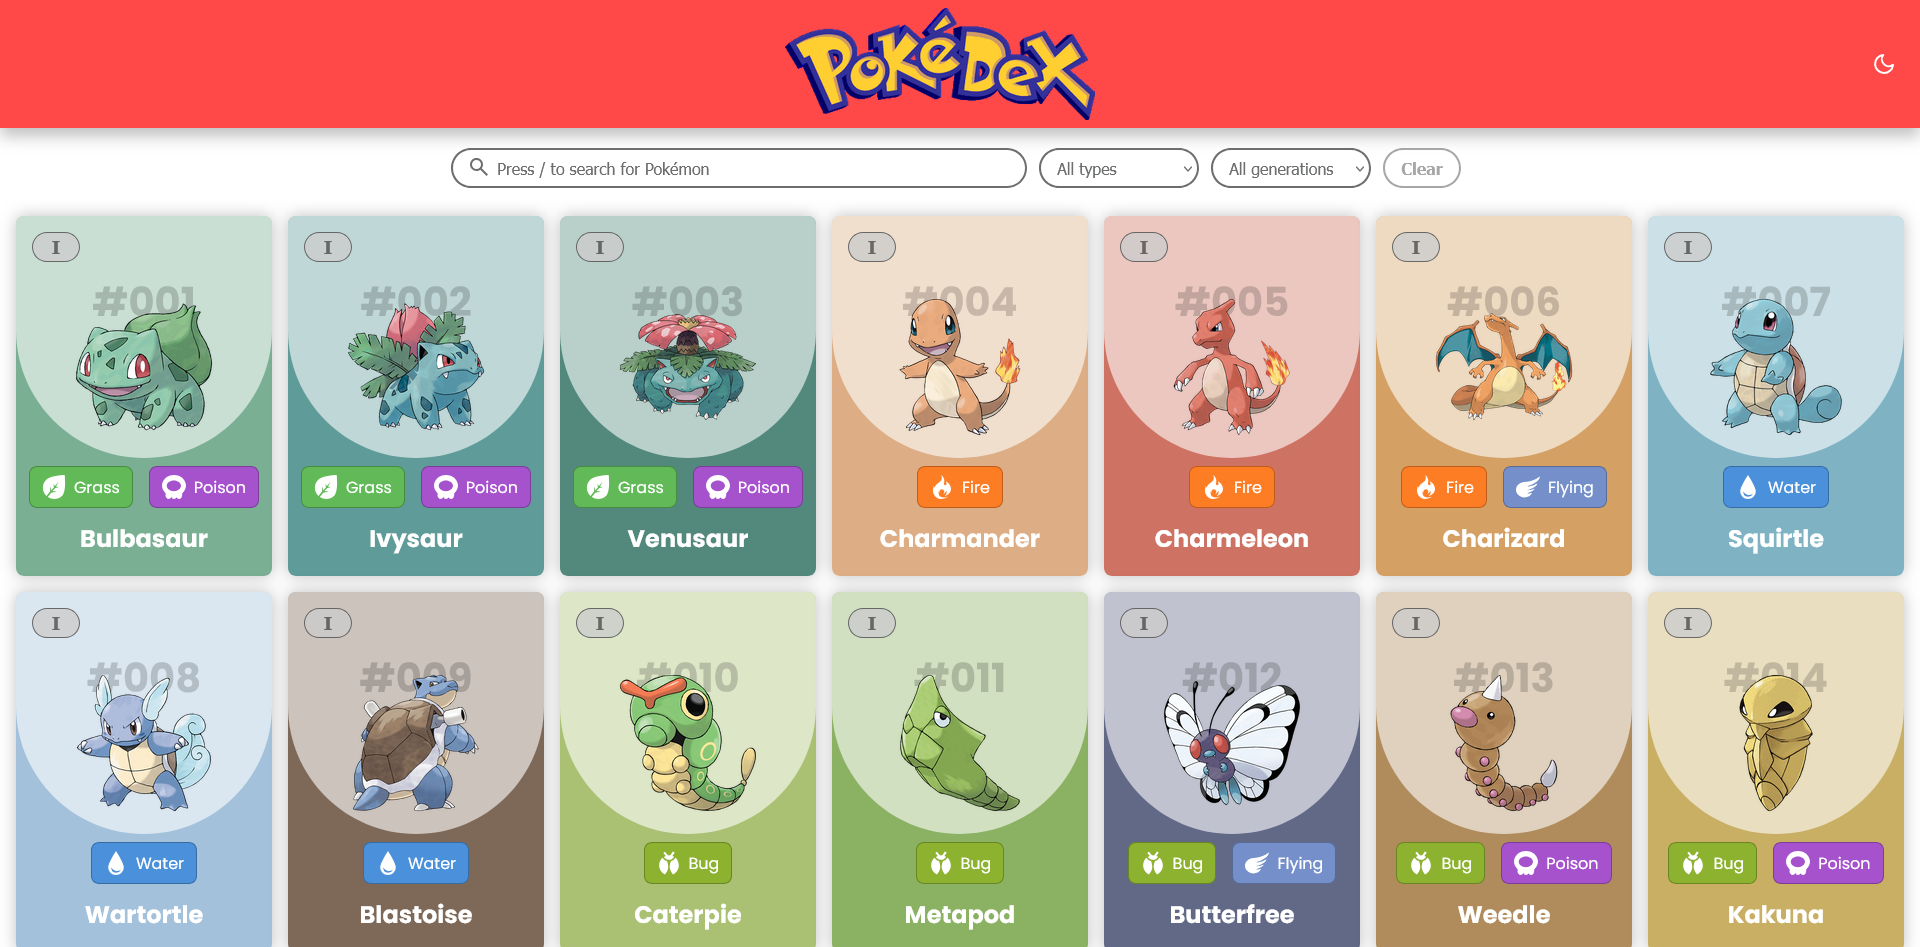 PoKéDeX
Press / to search for Pokémon
All types
All generations
Clear
I
#001
Grass
Poison
Bulbasaur
I
#002
Grass
Poison
Ivysaur
I
#003
Grass
Poison
Venusaur
I
#004
Fire
Charmander
I
#005
Fire
Charmeleon
I
#006
Fire
Flying
Charizard
I
#007
Water
Squirtle
I
#008
Water
Wartortle
I
#009
Water
Blastoise
I
#010
Bug
Caterpie
I
#011
Bug
Metapod
I
#012
Bug
Flying
Butterfree
I
#013
Bug
Poison
Weedle
I
#014
Bug
Poison
Kakuna